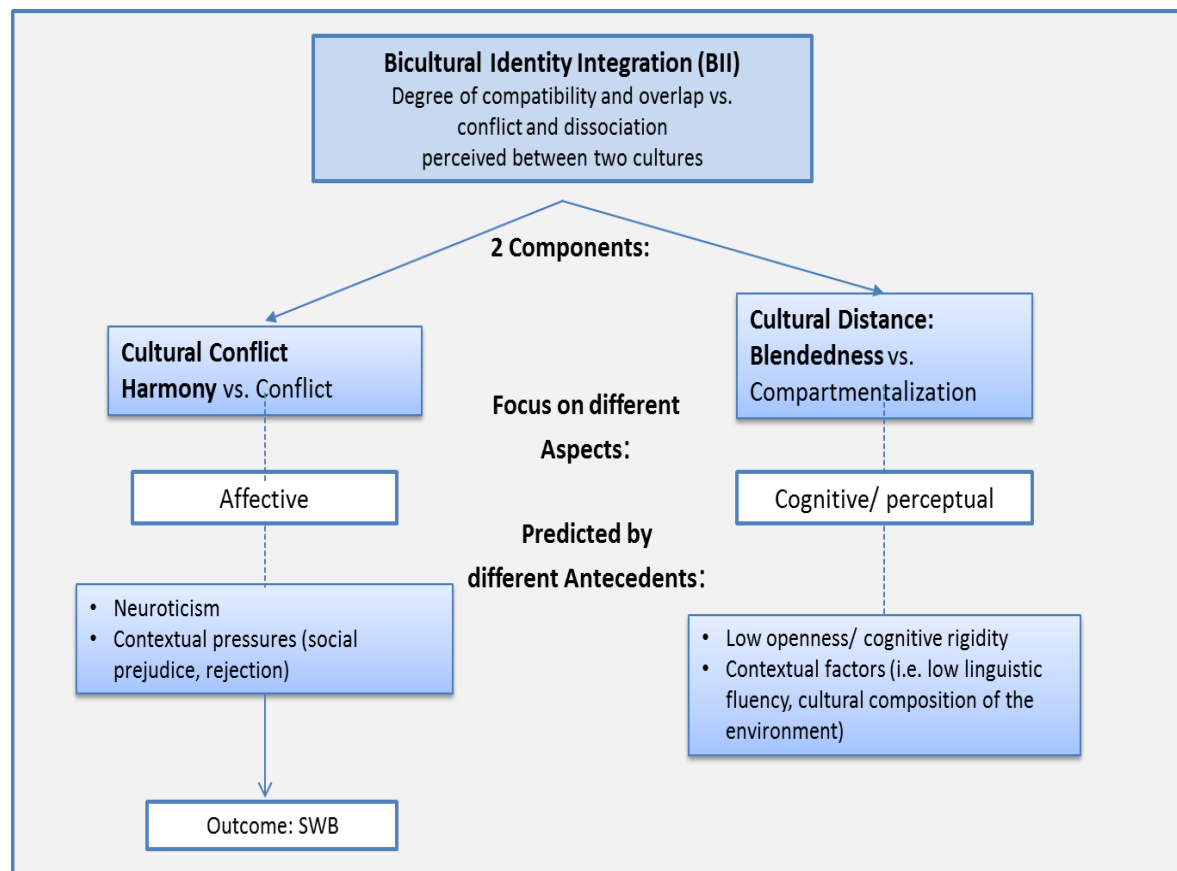 Bicultural Identity Integration (BII)
Degree of compatibility and overlap vs.
conflict and dissociation
perceived between two cultures
2 Components:
Cultural Conflict
Harmony vs. Conflict
Cultural Distance:
Blendedness vs.
Compartmentalization
Focus on different
Aspects:
Affective
Cognitive/ perceptual
Predicted by
different Antecedents:
• Neuroticism
• Contextual pressures (social
prejudice, rejection)
• Low openness/ cognitive rigidity
• Contextual factors (i.e. low linguistic
fluency, cultural composition of the
environment)
Outcome: SWB